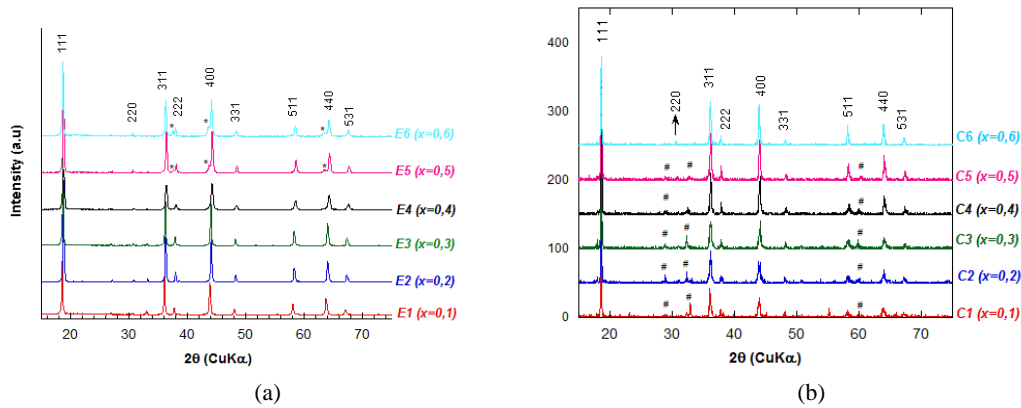 (a)
Intensity (a.u)
111
220
311
222
400
331
511
440
531
*
*
*
E6 (x=0,6)
*
*
*
E5 (x=0,5)
E4 (x=0,4)
E3 (x=0,3)
E2 (x=0,2)
E1 (x=0,1)
20 30 40 50 60 70
2θ (CuKα)
(a)
(b)
400
300
200
100
0
111
220
311
222
400
331
511
440
531
C6 (x=0,6)
# # #
C5 (x=0,5)
# #
C4 (x=0,4)
# # #
C3 (x=0,3)
# # #
C2 (x=0,2)
# # #
C1 (x=0,1)
20 30 40 50 60 70
2θ (CuKα)
(b)